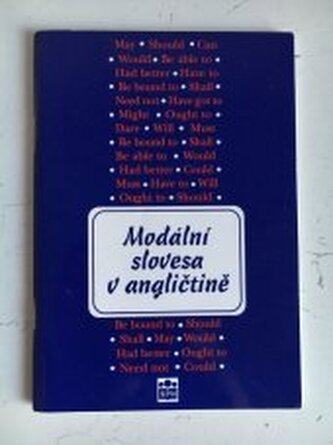 May • Should • Can
• Would • Be able to •
Had better • Have to
• Be bound to • Shall •
Need not • Have got to
• Might • Ought to •
Dare • Will • Must
• Be bound to • Shall •
Be able to • Would
• Had better • Could •
Must • Have to • Will
• Ought to • Should •
Modální
slovesa
v angličtině
Be bound to • Should
• Shall • May • Would •
Had better • Ought to
• Need not • Could •
SPN